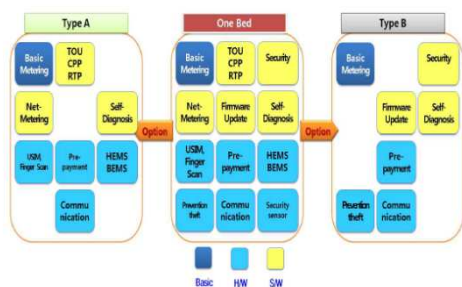 Type A
Basic
Metering
TOU
CPP
RTP
Net-
Metering
Self-
Diagnosis
USIM,
Finger Scan
Pre-
payment
HEMS
BEMS
Commu
nication
Option
One Bed
Basic
Metering
TOU
CPP
RTP
Security
Net-
Metering
Firmware
Update
Self-
Diagnosis
USIM,
Finger
Scan
Pre-
payment
HEMS
BEMS
Prevention
theft
Commu
nication
Security
sensor
Option
Type B
Basic
Metering
Security
Firmware
Update
Self-
Diagnosis
Pre-
payment
Pevention
theft
Commu
nication
Basic
H/W
S/W